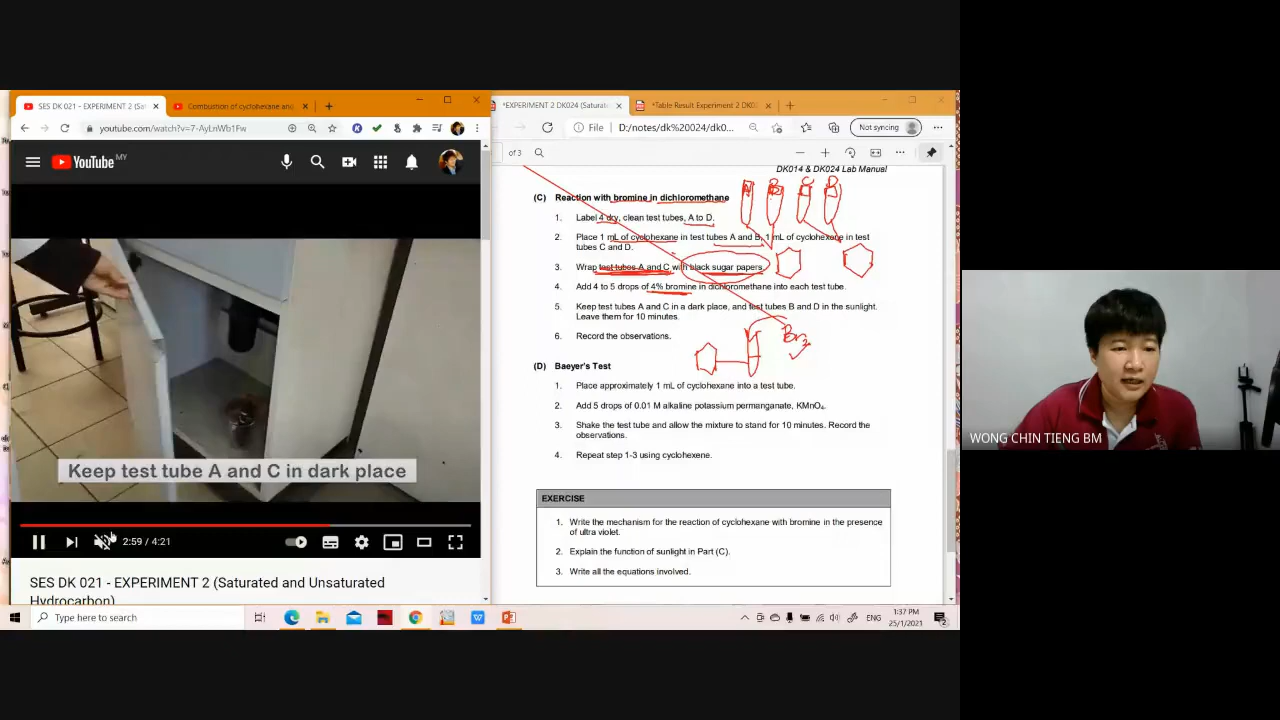 SES DK 021 - EXPERIMENT 2 (Sat
Combustion of cyclohexane and
youtube.com/watch?v=7-AyLnWb1Fw
YouTube MY
Keep test tube A and C in dark place
2:59 / 4:21
SES DK 021 - EXPERIMENT 2 (Saturated and Unsaturated
Hydrocarbon)
*EXPERIMENT 2 DK024 (Saturat
*Table Result Experiment 2 DK0
File D:/notes/dk%20024/dk0...
Not syncing
of 3
DK014 & DK024 Lab Manual
A B C D
(C) Reaction with bromine in dichloromethane
1. Label 4 dry, clean test tubes, A to D.
2. Place 1 mL of cyclohexane in test tubes A and B, 1 mL of cyclohexene in test
tubes C and D.
3. Wrap test tubes A and C with black sugar papers.
4. Add 4 to 5 drops of 4% bromine in dichloromethane into each test tube.
5. Keep test tubes A and C in a dark place, and test tubes B and D in the sunlight.
Leave them for 10 minutes.
6. Record the observations.
Br2
(D) Baeyer's Test
1. Place approximately 1 mL of cyclohexane into a test tube.
2. Add 5 drops of 0.01 M alkaline potassium permanganate, KMnO4.
3. Shake the test tube and allow the mixture to stand for 10 minutes. Record the
observations.
4. Repeat step 1-3 using cyclohexene.
EXERCISE
1. Write the mechanism for the reaction of cyclohexane with bromine in the presence
of ultra violet.
2. Explain the function of sunlight in Part (C).
3. Write all the equations involved.
Type here to search
ENG
1:37 PM
25/1/2021
WONG CHIN TIENG BM